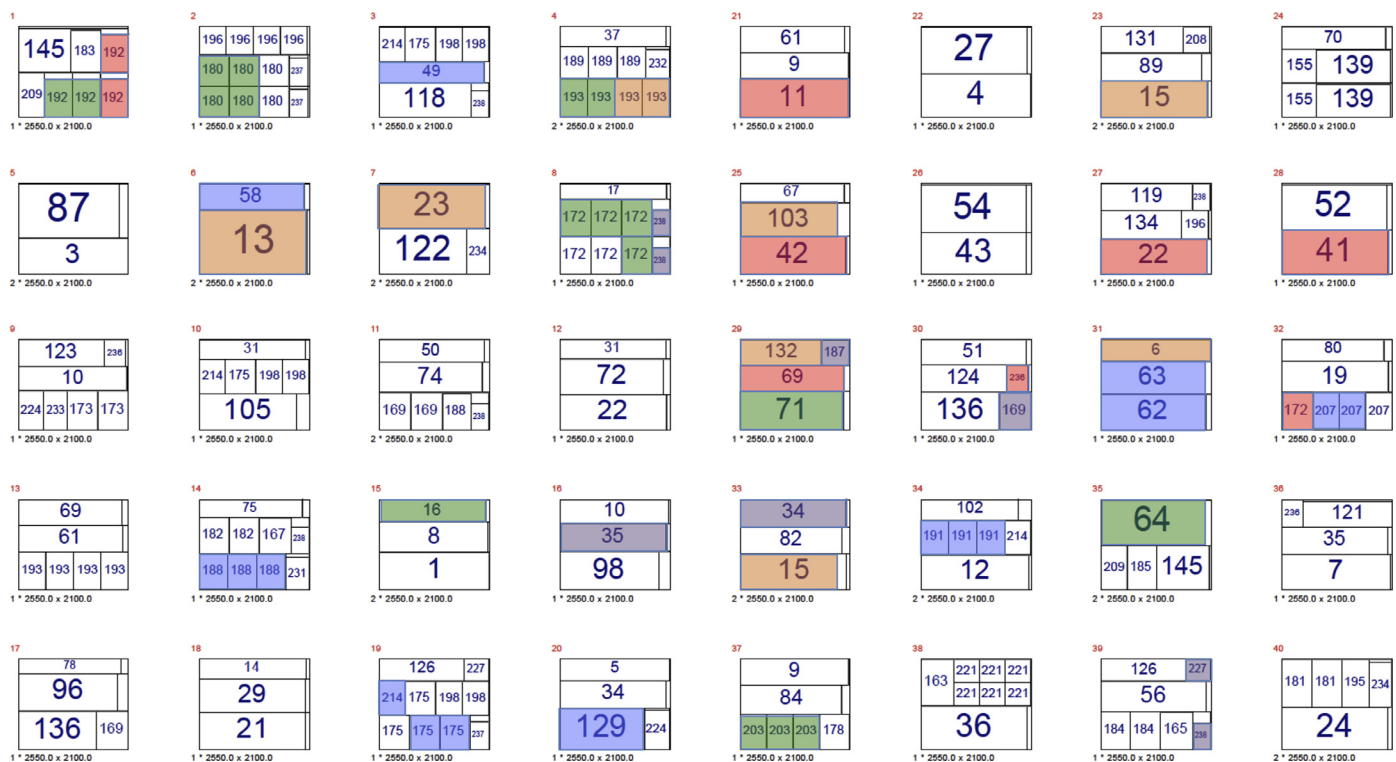 1 2 3 4 21 22 23 24
145 183 192
209 192 192 192
1 * 2550.0 x 2100.0
196 196 196 196
180 180 180 237
180 180 180 237
1 * 2550.0 x 2100.0
214 175 198 198
49
118 238
1 * 2550.0 x 2100.0
37
189 189 189 232
193 193 193 193
2 * 2550.0 x 2100.0
61
9
11
1 * 2550.0 x 2100.0
27
4
1 * 2550.0 x 2100.0
131 208
89
15
2 * 2550.0 x 2100.0
70
155 139
155 139
1 * 2550.0 x 2100.0
5 6 7 8 25 26 27 28
87
3
2 * 2550.0 x 2100.0
58
13
2 * 2550.0 x 2100.0
23
122 234
2 * 2550.0 x 2100.0
17
172 172 172 238
172 172 172 238
1 * 2550.0 x 2100.0
67
103
42
1 * 2550.0 x 2100.0
54
43
1 * 2550.0 x 2100.0
119 238
134 196
22
1 * 2550.0 x 2100.0
52
41
1 * 2550.0 x 2100.0
9 10 11 12 29 30 31 32
123 236
10
224 233 173 173
1 * 2550.0 x 2100.0
31
214 175 198 198
105
1 * 2550.0 x 2100.0
50
74
169 169 188 238
2 * 2550.0 x 2100.0
31
72
22
1 * 2550.0 x 2100.0
132 187
69
71
1 * 2550.0 x 2100.0
51
124 236
136 169
1 * 2550.0 x 2100.0
6
63
62
1 * 2550.0 x 2100.0
80
19
172 207 207 207
1 * 2550.0 x 2100.0
13 14 15 16 33 34 35 36
69
61
193 193 193 193
1 * 2550.0 x 2100.0
75
182 182 167 238
188 188 188 231
1 * 2550.0 x 2100.0
16
8
1
2 * 2550.0 x 2100.0
10
35
98
1 * 2550.0 x 2100.0
34
82
15
2 * 2550.0 x 2100.0
102
191 191 191 214
12
2 * 2550.0 x 2100.0
64
209 185 145
2 * 2550.0 x 2100.0
236 121
35
7
1 * 2550.0 x 2100.0
17 18 19 20 37 38 39 40
78
96
136 169
1 * 2550.0 x 2100.0
14
29
21
1 * 2550.0 x 2100.0
126 227
214 175 198 198
175 175 175 237
1 * 2550.0 x 2100.0
5
34
129 224
1 * 2550.0 x 2100.0
9
84
203 203 203 178
2 * 2550.0 x 2100.0
163 221 221 221
221 221 221
36
1 * 2550.0 x 2100.0
126 227
56
184 184 165 238
1 * 2550.0 x 2100.0
181 181 195 234
24
2 * 2550.0 x 2100.0